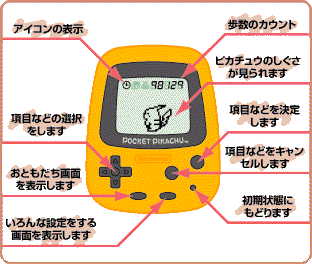 アイコンの表示
歩数のカウント
ピカチュウのしぐさ
が見られます
98129
項目などの選択
をします
項目などを決定
します
POCKET PIKACHU
項目などをキャン
セルします
おともだち画面
を表示します
初期状態に
もどります
いろんな設定をする
画面を表示します